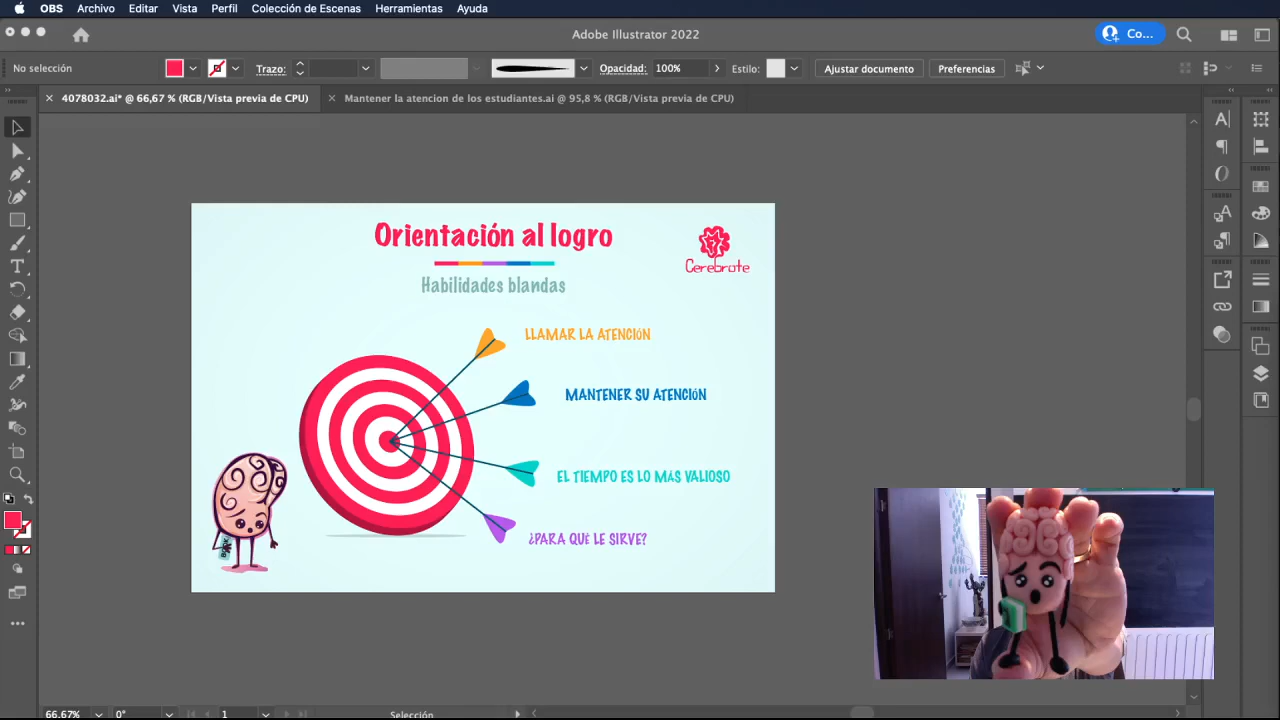 OBS Archivo Editar Vista Perfil Colección de Escenas Herramientas Ayuda
Adobe Illustrator 2022
Co...
No selección
Trazo:
Opacidad: 100%
Estilo:
Ajustar documento
Preferencias
4078032.ai* @ 66,67 % (RGB/Vista previa de CPU)
Mantener la atencion de los estudiantes.ai @ 95,8 % (RGB/Vista previa de CPU)
Orientación al logro
Cerebrote
Habilidades blandas
LLAMAR LA ATENCIÓN
MANTENER SU ATENCIÓN
EL TIEMPO ES LO MÁS VALIOSO
¿PARA QUÉ LE SIRVE?
66,67%
0°
1
Selección